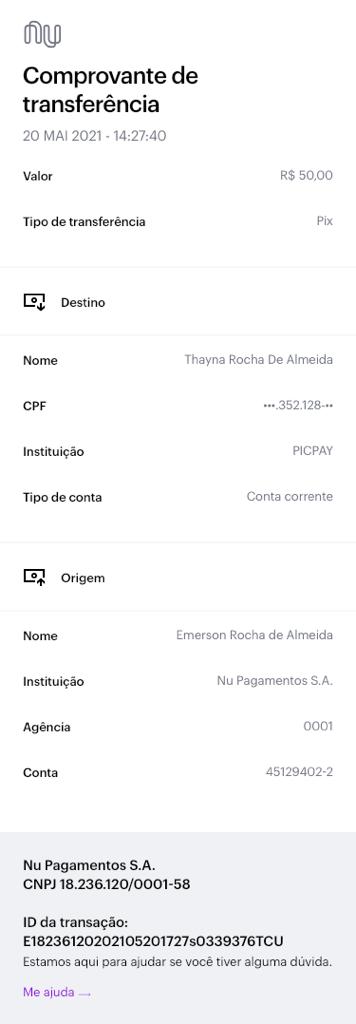 nu
Comprovante de
transferência
20 MAI 2021 - 14:27:40
Valor R$ 50,00
Tipo de transferência Pix
Destino
Nome Thayna Rocha De Almeida
CPF •••.352.128-••
Instituição PICPAY
Tipo de conta Conta corrente
Origem
Nome Emerson Rocha de Almeida
Instituição Nu Pagamentos S.A.
Agência 0001
Conta 45129402-2
Nu Pagamentos S.A.
CNPJ 18.236.120/0001-58
ID da transação:
E18236120202105201727s0339376TCU
Estamos aqui para ajudar se você tiver alguma dúvida.
Me ajuda →